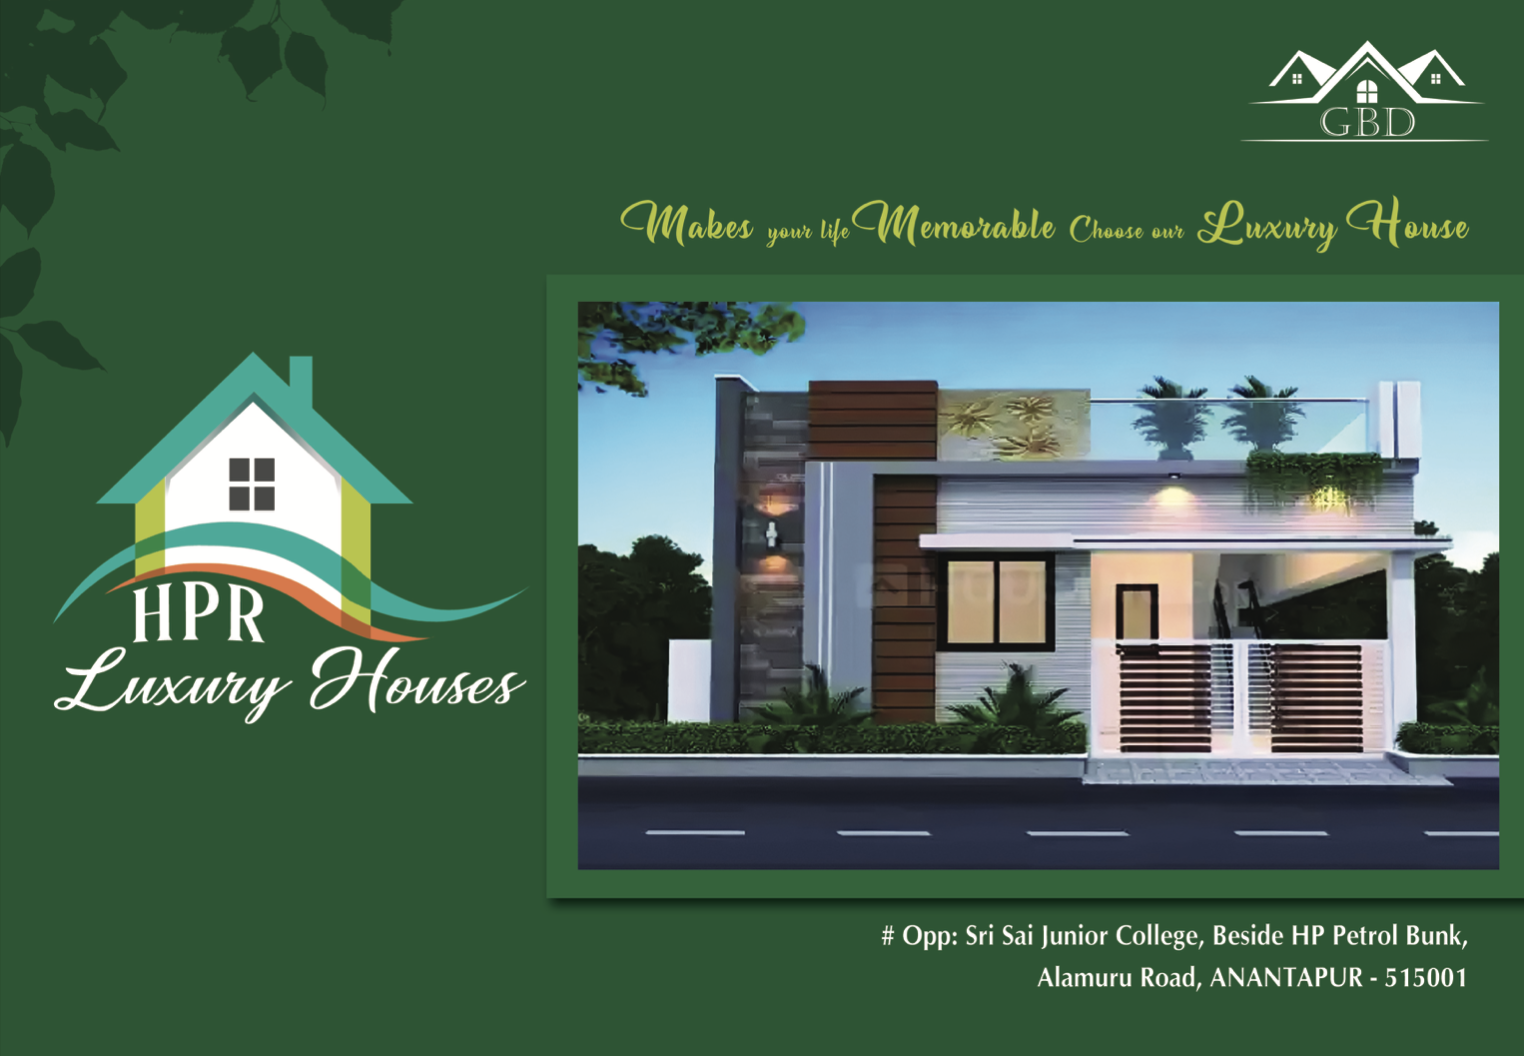 GBD
Makes your life Memorable Choose our Luxury House
HPR
Luxury Houses
# Opp: Sri Sai Junior College, Beside HP Petrol Bunk,
Alamuru Road, ANANTAPUR - 515001